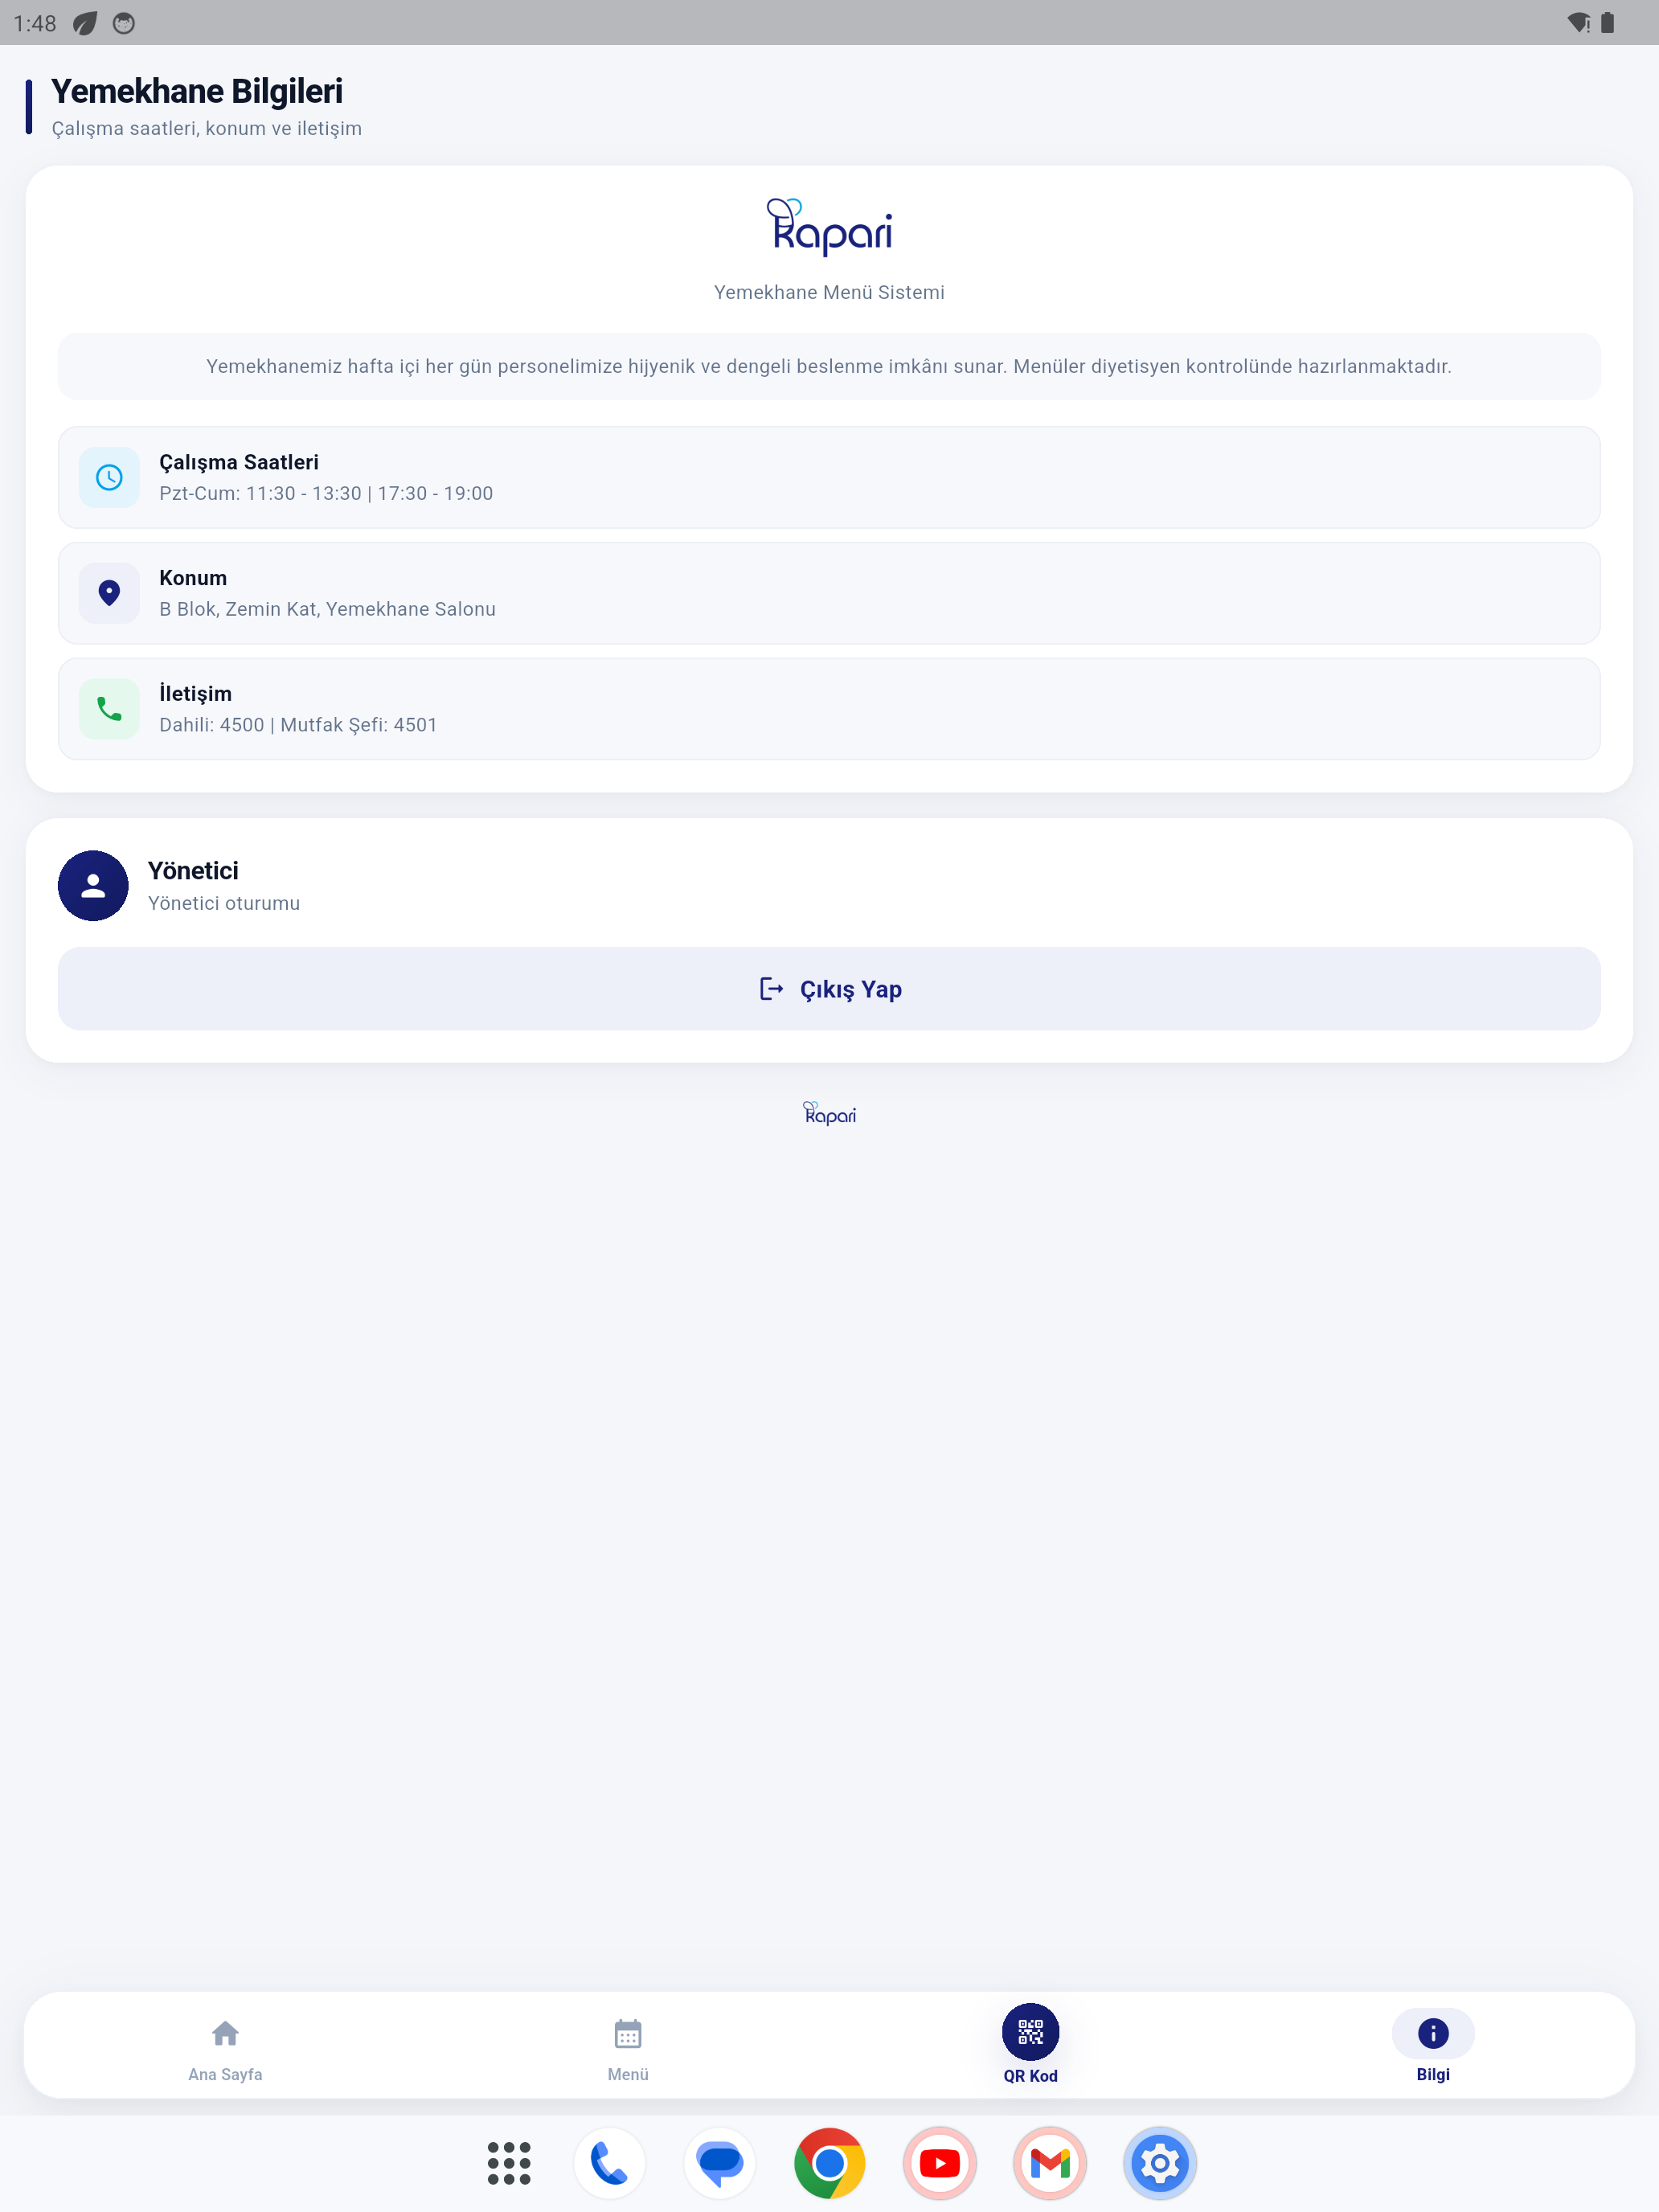 1:48
Yemekhane Bilgileri
Çalışma saatleri, konum ve iletişim
kapari
Yemekhane Menü Sistemi
Yemekhanemiz hafta içi her gün personelimize hijyenik ve dengeli beslenme imkânı sunar. Menüler diyetisyen kontrolünde hazırlanmaktadır.
Çalışma Saatleri
Pzt-Cum: 11:30 - 13:30 | 17:30 - 19:00
Konum
B Blok, Zemin Kat, Yemekhane Salonu
İletişim
Dahili: 4500 | Mutfak Şefi: 4501
Yönetici
Yönetici oturumu
Çıkış Yap
kapari
Ana Sayfa
Menü
QR Kod
Bilgi